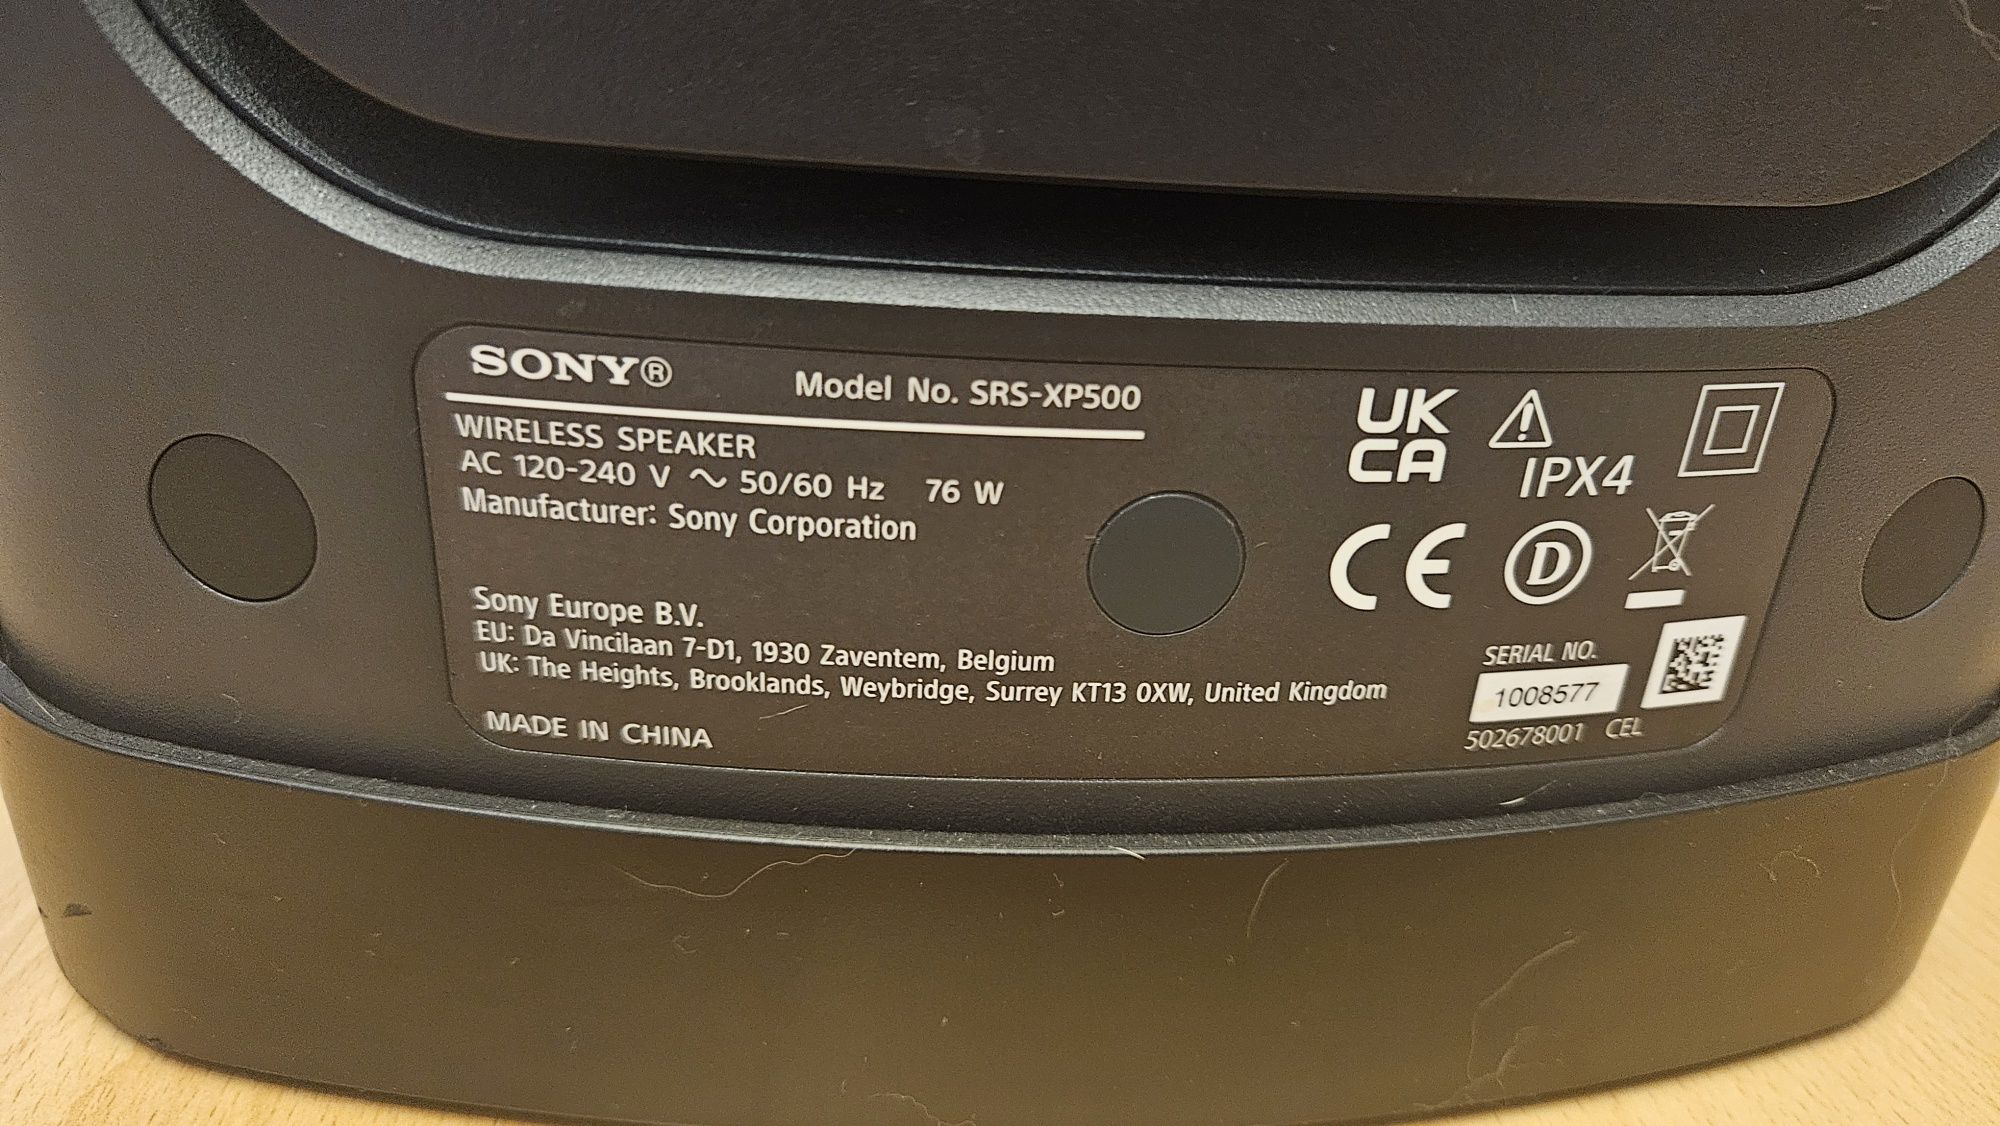 SONY®
Model No. SRS-XP500
WIRELESS SPEAKER
AC 120-240 V ~ 50/60 Hz 76 W
Manufacturer: Sony Corporation
Sony Europe B.V.
EU: Da Vincilaan 7-D1, 1930 Zaventem, Belgium
UK: The Heights, Brooklands, Weybridge, Surrey KT13 0XW, United Kingdom
MADE IN CHINA
UK
CA
IPX4
CE
D
SERIAL NO.
1008577
502678001 CEL